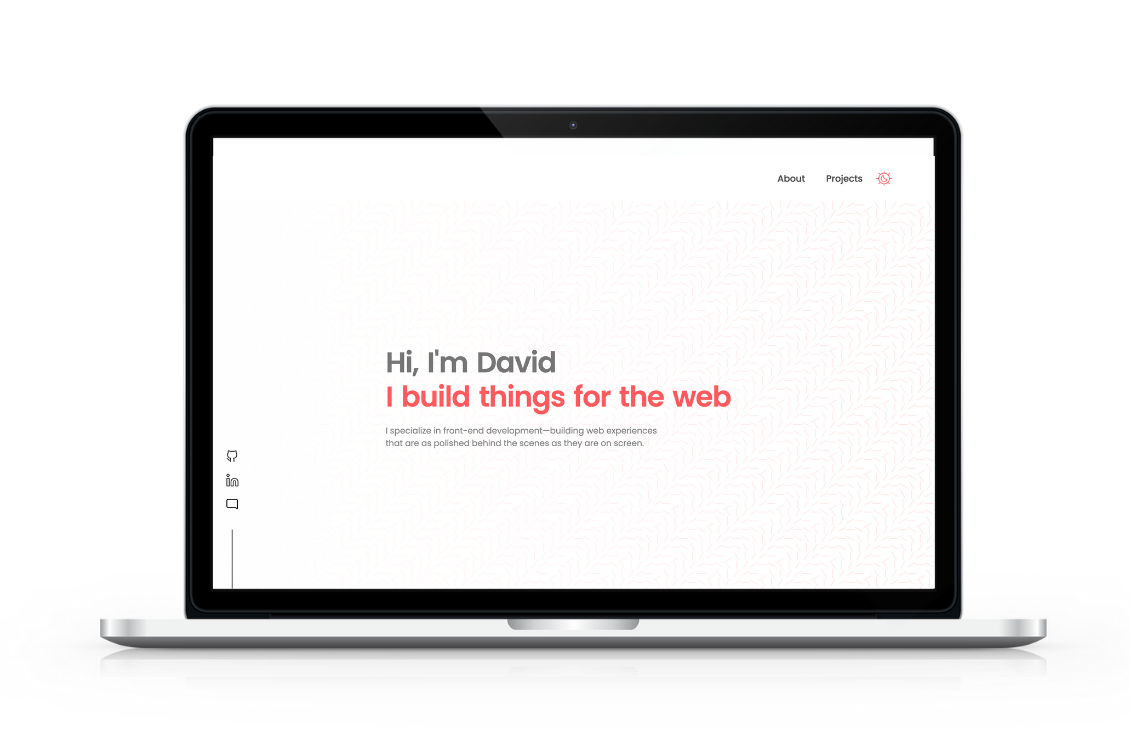 About Projects
Hi, I'm David
I build things for the web
I specialize in front-end development—building web experiences
that are as polished behind the scenes as they are on screen.